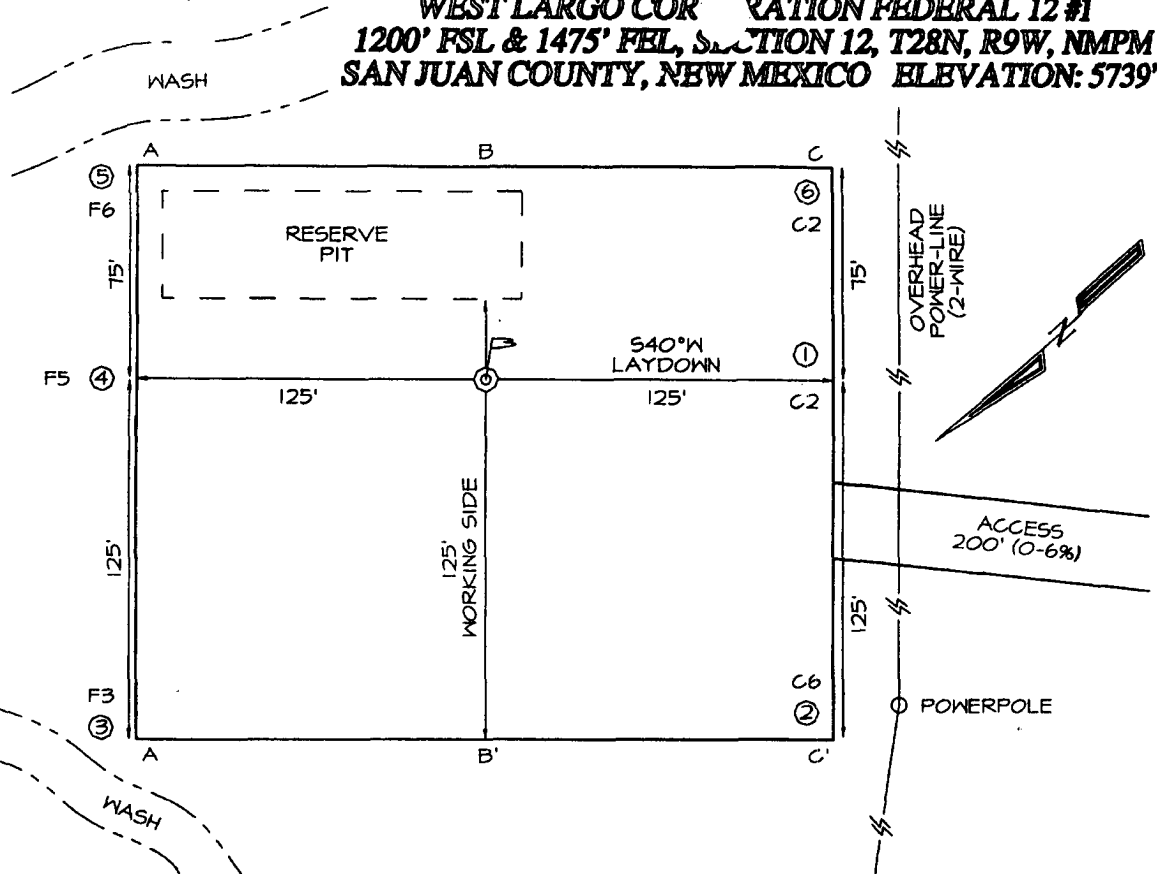 WEST LARGO COR RATION FEDERAL 12 #1
1200' FSL & 1475' FEL, SECTION 12, T28N, R9W, NMPM
SAN JUAN COUNTY, NEW MEXICO ELEVATION: 5739'
WASH
A B C
5
F6
6
C2
RESERVE
PIT
75'
75'
OVERHEAD
POWER-LINE
(2-WIRE)
N
S40°W
LAYDOWN
1
F5 4
125'
125'
C2
125'
125'
WORKING SIDE
ACCESS
200' (0-6%)
125'
F3
3
C6
2
POWERPOLE
A B' C'
WASH